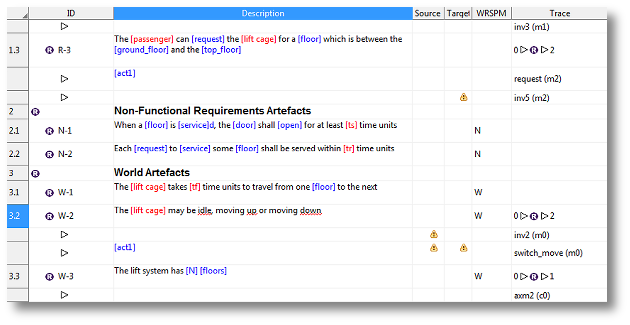 ID Description Source Target WRSPM Trace
inv3 (m1)
1.3 R R-3 The [passenger] can [request] the [lift cage] for a [floor] which is between the 0 R 2
[ground_floor] and the [top_floor]
[act1] request (m2)
inv5 (m2)
2 R Non-Functional Requirements Artefacts
2.1 R N-1 When a [floor] is [service]d, the [door] shall [open] for at least [ts] time units N
2.2 R N-2 Each [request] to [service] some [floor] shall be served within [tr] time units N
3 R World Artefacts
3.1 R W-1 The [lift cage] takes [tf] time units to travel from one [floor] to the next W
3.2 R W-2 The [lift cage] may be idle, moving up or moving down W 0 R 2
inv2 (m0)
[act1] switch_move (m0)
3.3 R W-3 The lift system has [N] [floors] W 0 R 1
axm2 (c0)